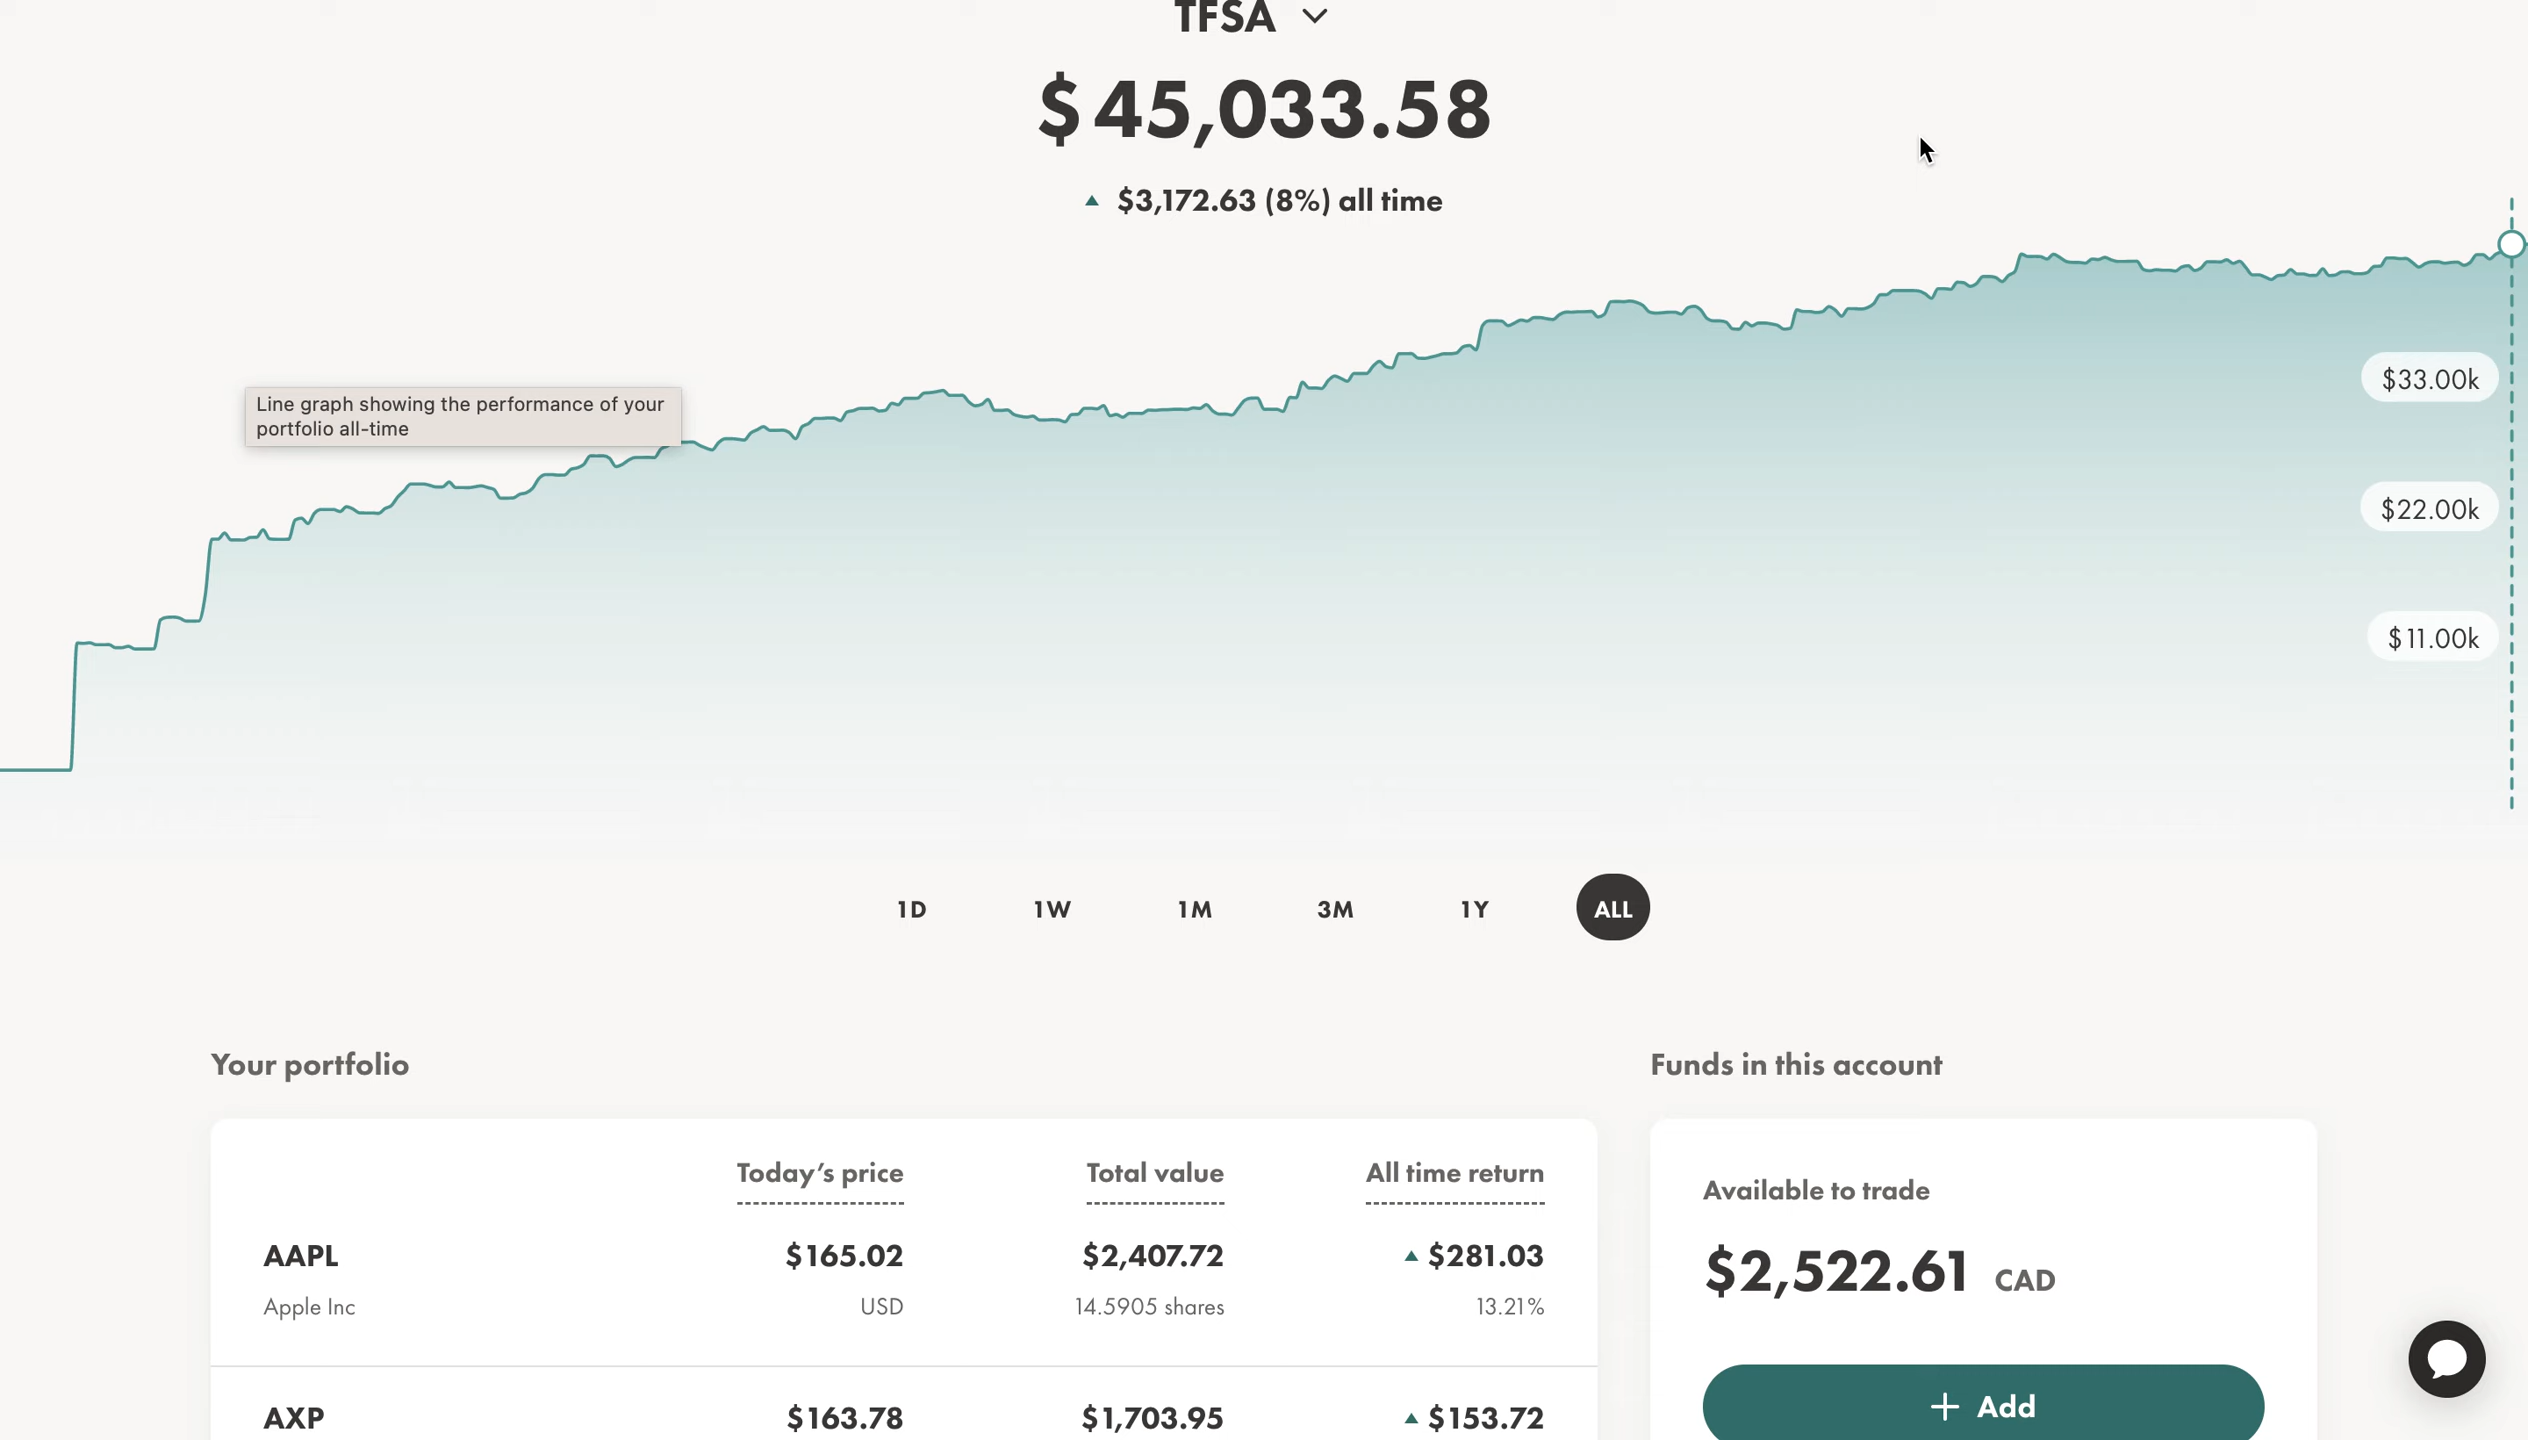 TFSA
$45,033.58
$3,172.63 (8%) all time
Line graph showing the performance of your
portfolio all-time
$33.00k
$22.00k
$11.00k
1D 1W 1M 3M 1Y ALL
Your portfolio
Today’s price Total value All time return
AAPL $165.02 $2,407.72 $281.03
Apple Inc USD 14.5905 shares 13.21%
AXP $163.78 $1,703.95 $153.72
Funds in this account
Available to trade
$2,522.61 CAD
+ Add